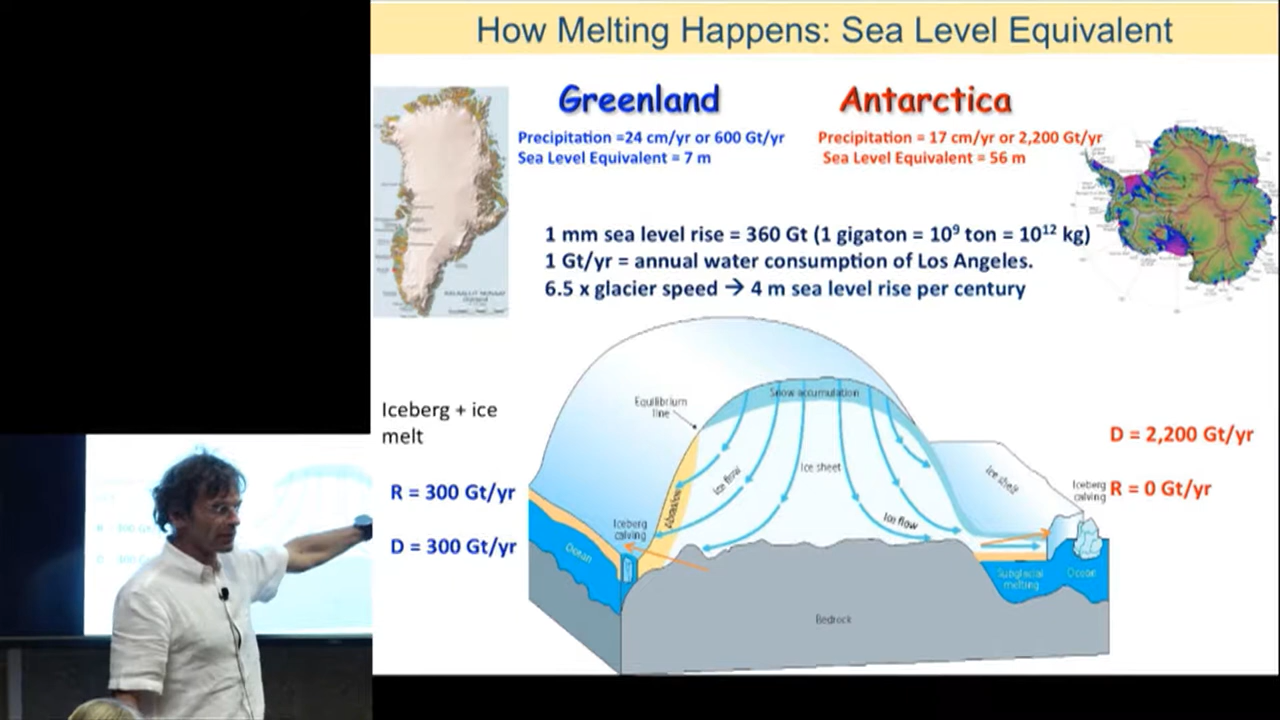 How Melting Happens: Sea Level Equivalent
Greenland
Antarctica
Precipitation =24 cm/yr or 600 Gt/yr
Sea Level Equivalent = 7 m
Precipitation = 17 cm/yr or 2,200 Gt/yr
Sea Level Equivalent = 56 m
1 mm sea level rise = 360 Gt (1 gigaton = 10⁹ ton = 10¹² kg)
1 Gt/yr = annual water consumption of Los Angeles.
6.5 x glacier speed → 4 m sea level rise per century
Iceberg + ice
melt
R = 300 Gt/yr
D = 300 Gt/yr
Equilibrium
line
Snow accumulation
Ablation
Ice flow
Ice sheet
Ice flow
Ice shelf
Iceberg
calving
Iceberg
calving
Ocean
Subglacial
melting
Ocean
Bedrock
D = 2,200 Gt/yr
R = 0 Gt/yr